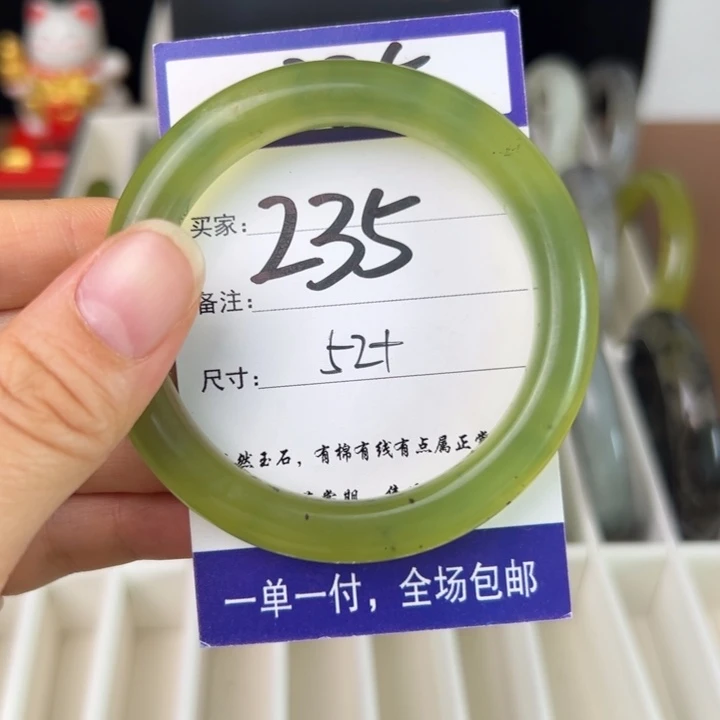 买家：235
备注：
尺寸：52+
然玉石，有棉有线有点属正常
一单一付，全场包邮